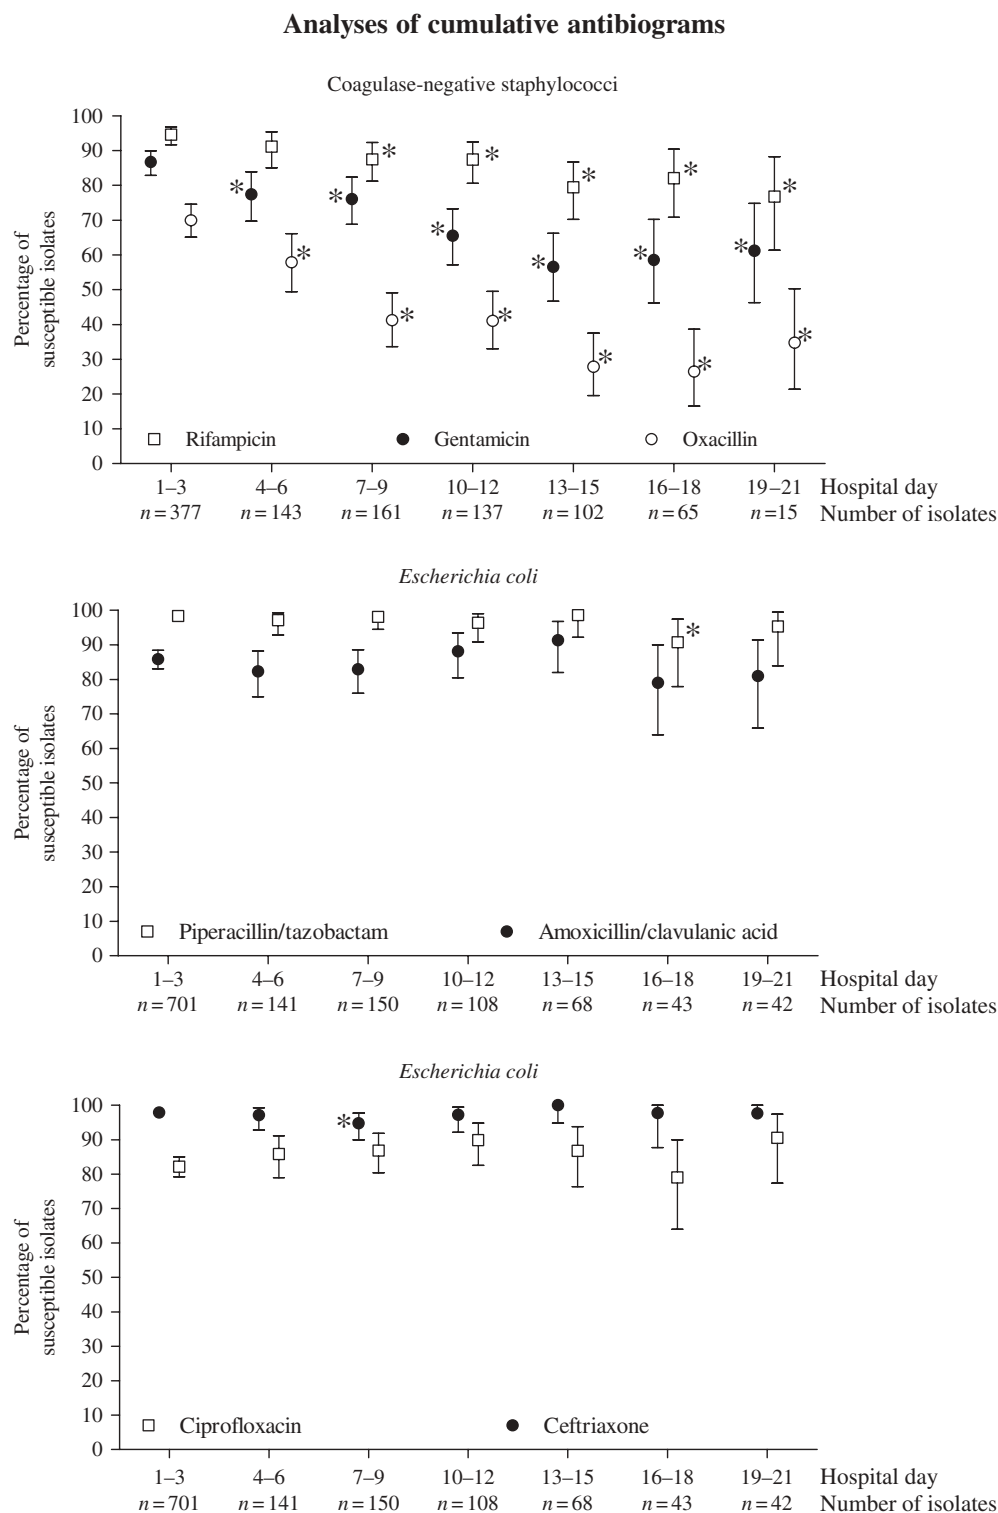 Analyses of cumulative antibiograms
Coagulase-negative staphylococci
Percentage of
susceptible isolates
100
90
80
70
60
50
40
30
20
10
0
* * * * * * * * * * * * * * * * *
Rifampicin Gentamicin Oxacillin
1–3 4–6 7–9 10–12 13–15 16–18 19–21 Hospital day
n=377 n=143 n=161 n=137 n=102 n=65 n=15 Number of isolates
Escherichia coli
Percentage of
susceptible isolates
100
90
80
70
60
50
40
30
20
10
0
*
Piperacillin/tazobactam Amoxicillin/clavulanic acid
1–3 4–6 7–9 10–12 13–15 16–18 19–21 Hospital day
n=701 n=141 n=150 n=108 n=68 n=43 n=42 Number of isolates
Escherichia coli
Percentage of
susceptible isolates
100
90
80
70
60
50
40
30
20
10
0
*
Ciprofloxacin Ceftriaxone
1–3 4–6 7–9 10–12 13–15 16–18 19–21 Hospital day
n=701 n=141 n=150 n=108 n=68 n=43 n=42 Number of isolates